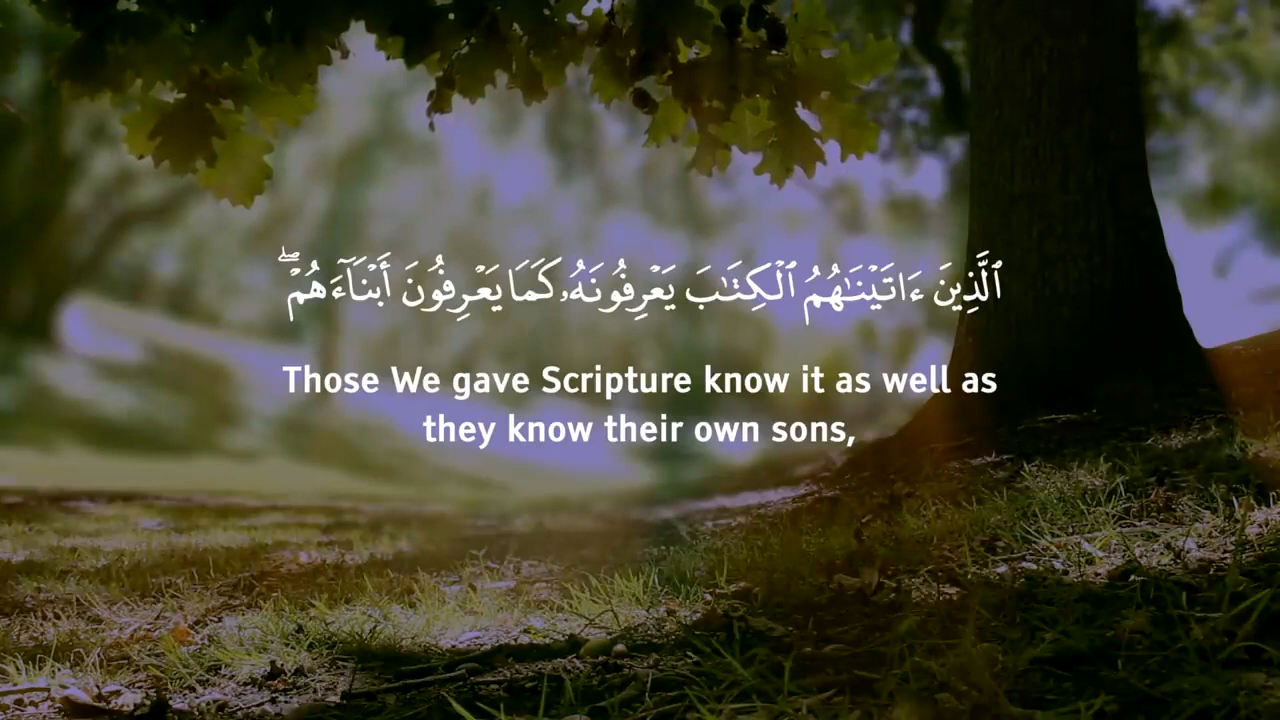 ٱلَّذِينَ ءَاتَيْنَـٰهُمُ ٱلْكِتَـٰبَ يَعْرِفُونَهُۥ كَمَا يَعْرِفُونَ أَبْنَآءَهُمْ ۖ
Those We gave Scripture know it as well as
they know their own sons,